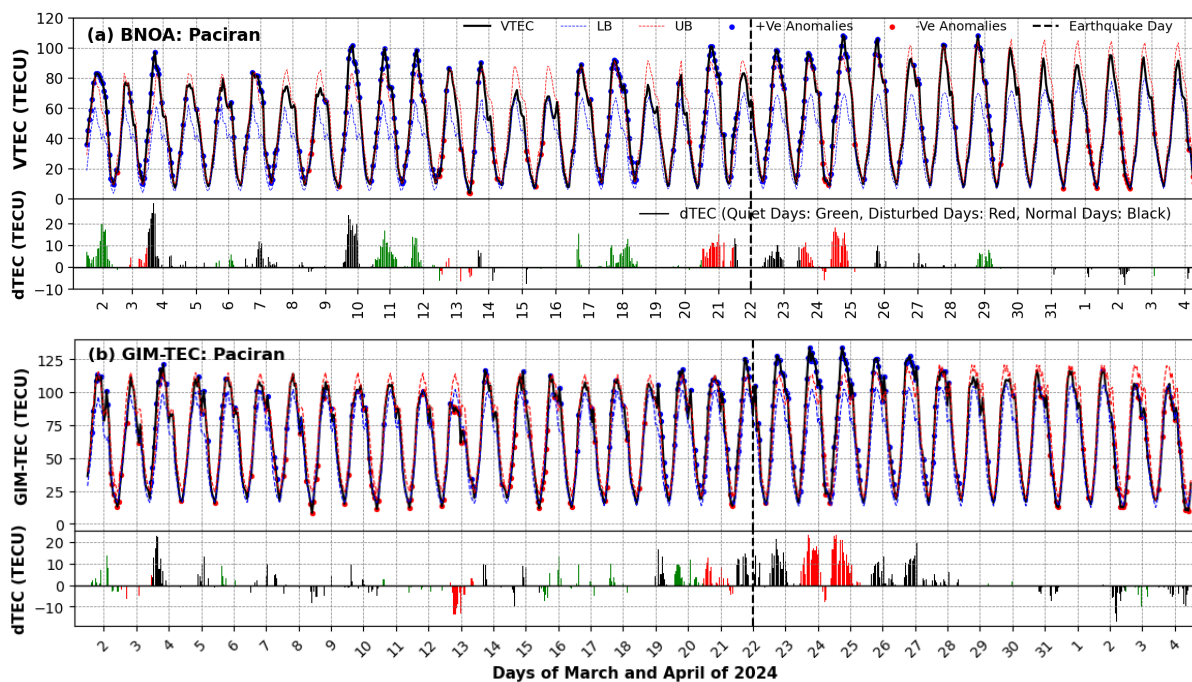 (a) BNOA: Paciran
VTEC LB UB +Ve Anomalies -Ve Anomalies Earthquake Day
VTEC (TECU)
120
100
80
60
40
20
0
dTEC (Quiet Days: Green, Disturbed Days: Red, Normal Days: Black)
dTEC (TECU)
20
10
0
−10
2 3 4 5 6 7 8 9 10 11 12 13 14 15 16 17 18 19 20 21 22 23 24 25 26 27 28 29 30 31 1 2 3 4
(b) GIM-TEC: Paciran
GIM-TEC (TECU)
125
100
75
50
25
0
dTEC (TECU)
20
10
0
−10
2 3 4 5 6 7 8 9 10 11 12 13 14 15 16 17 18 19 20 21 22 23 24 25 26 27 28 29 30 31 1 2 3 4
Days of March and April of 2024